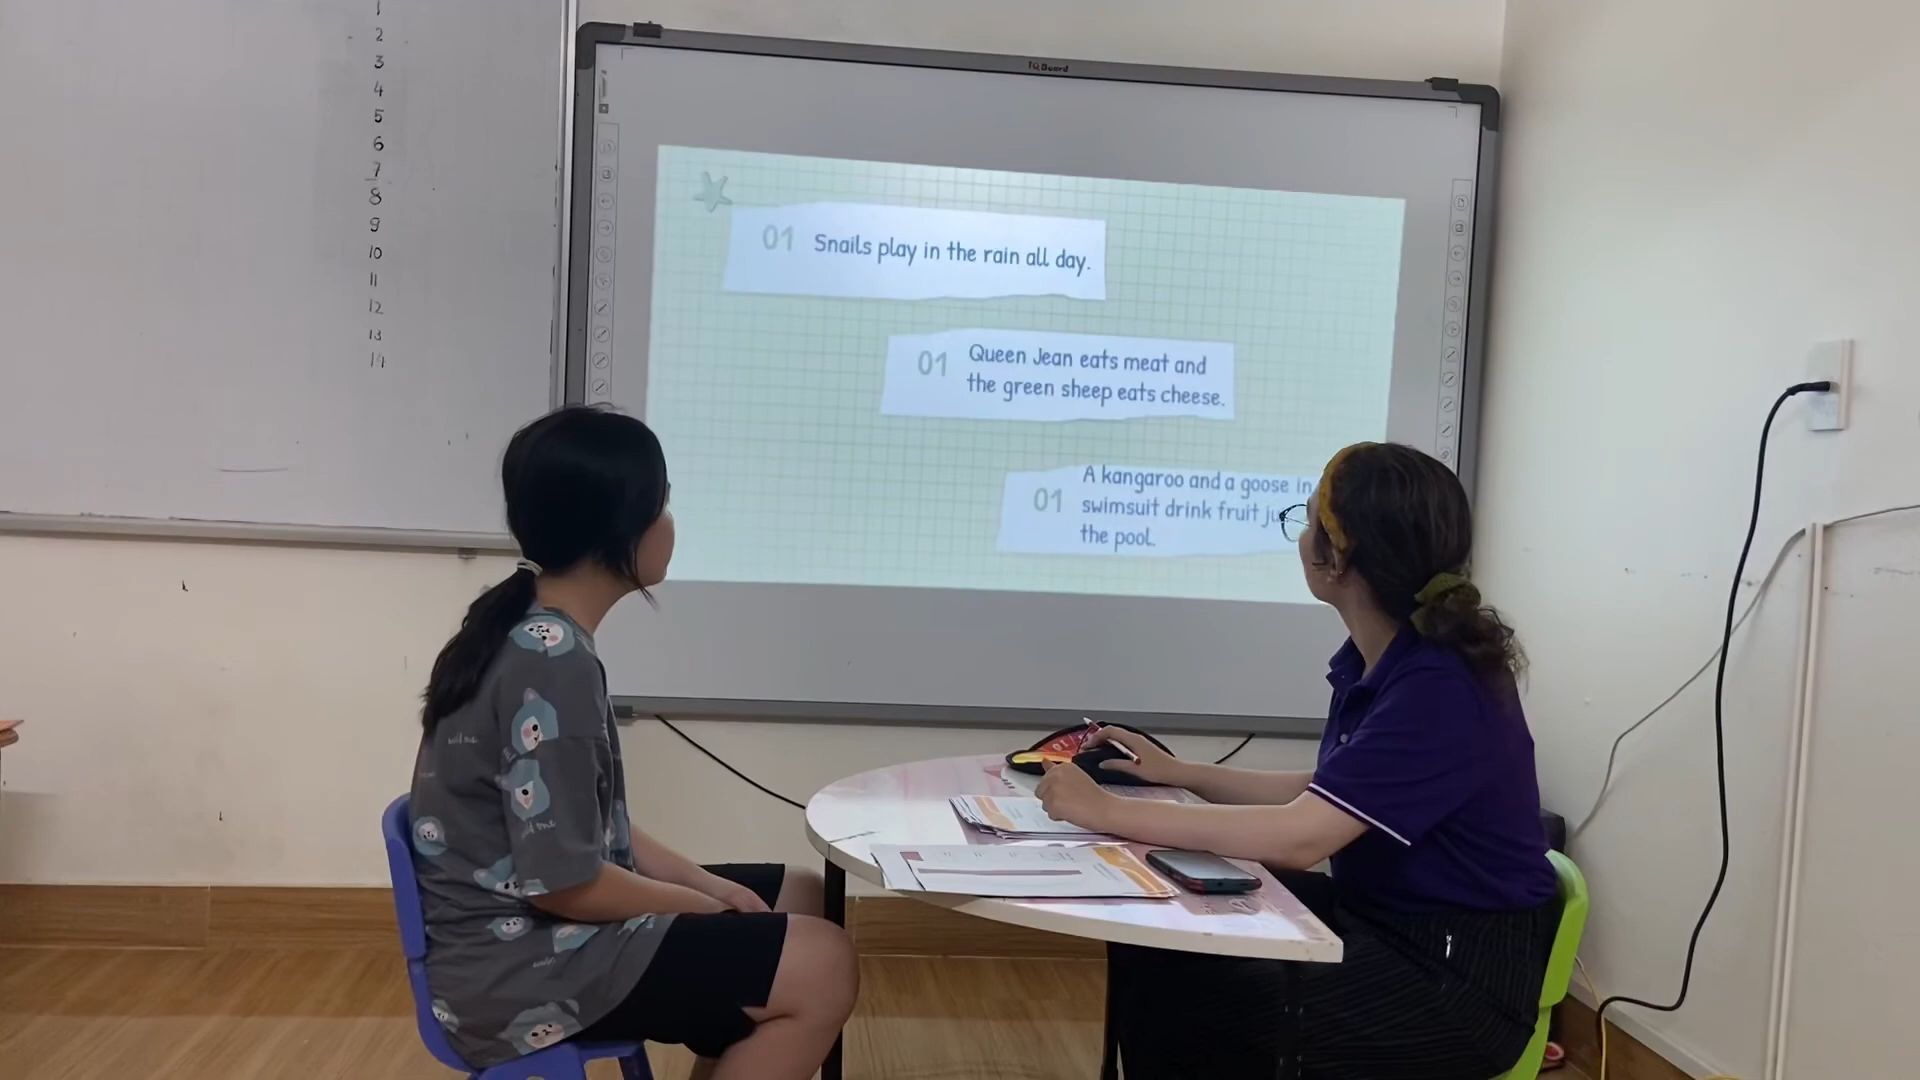 1
2
3
4
5
6
7
8
9
10
11
12
13
14
IQ Board
01 Snails play in the rain all day.
01 Queen Jean eats meat and
the green sheep eats cheese.
01 A kangaroo and a goose in
swimsuit drink fruit
the pool.